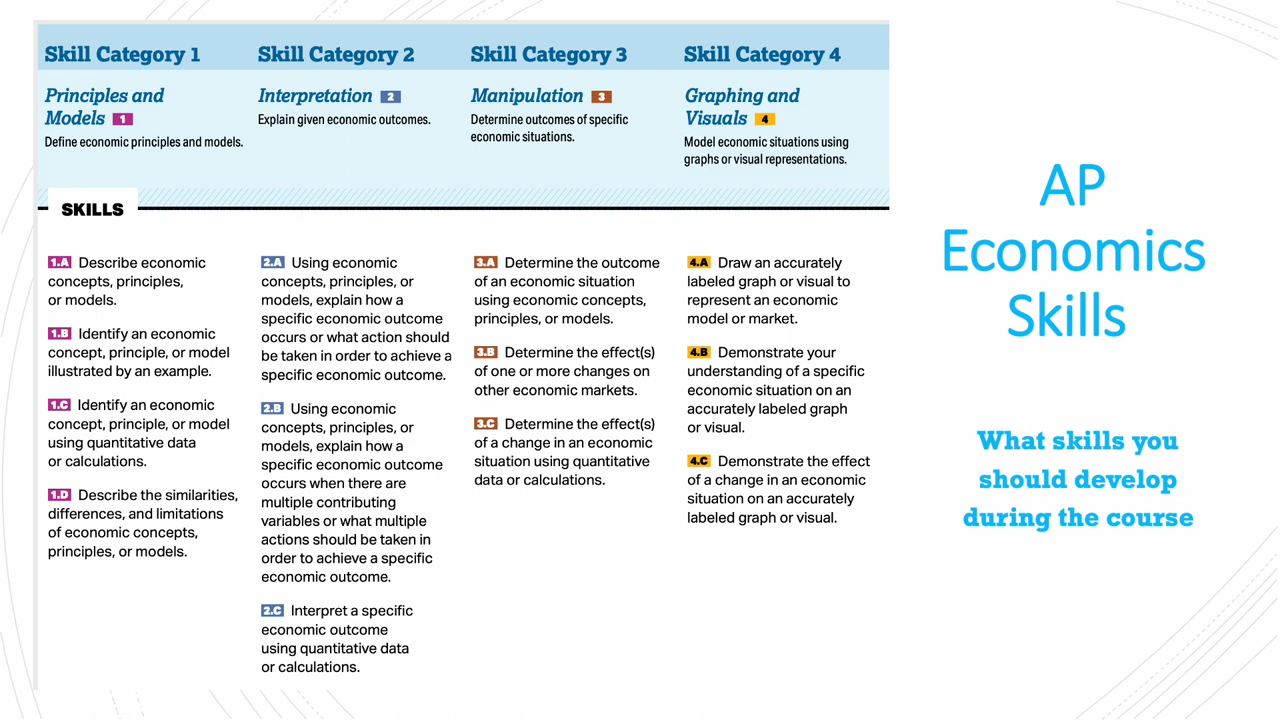 Skill Category 1
Principles and
Models 1
Define economic principles and models.
Skill Category 2
Interpretation 2
Explain given economic outcomes.
Skill Category 3
Manipulation 3
Determine outcomes of specific
economic situations.
Skill Category 4
Graphing and
Visuals 4
Model economic situations using
graphs or visual representations.
SKILLS
1.A Describe economic
concepts, principles,
or models.
1.B Identify an economic
concept, principle, or model
illustrated by an example.
1.C Identify an economic
concept, principle, or model
using quantitative data
or calculations.
1.D Describe the similarities,
differences, and limitations
of economic concepts,
principles, or models.
2.A Using economic
concepts, principles, or
models, explain how a
specific economic outcome
occurs or what action should
be taken in order to achieve a
specific economic outcome.
2.B Using economic
concepts, principles, or
models, explain how a
specific economic outcome
occurs when there are
multiple contributing
variables or what multiple
actions should be taken in
order to achieve a specific
economic outcome.
2.C Interpret a specific
economic outcome
using quantitative data
or calculations.
3.A Determine the outcome
of an economic situation
using economic concepts,
principles, or models.
3.B Determine the effect(s)
of one or more changes on
other economic markets.
3.C Determine the effect(s)
of a change in an economic
situation using quantitative
data or calculations.
4.A Draw an accurately
labeled graph or visual to
represent an economic
model or market.
4.B Demonstrate your
understanding of a specific
economic situation on an
accurately labeled graph
or visual.
4.C Demonstrate the effect
of a change in an economic
situation on an accurately
labeled graph or visual.
AP
Economics
Skills
What skills you
should develop
during the course